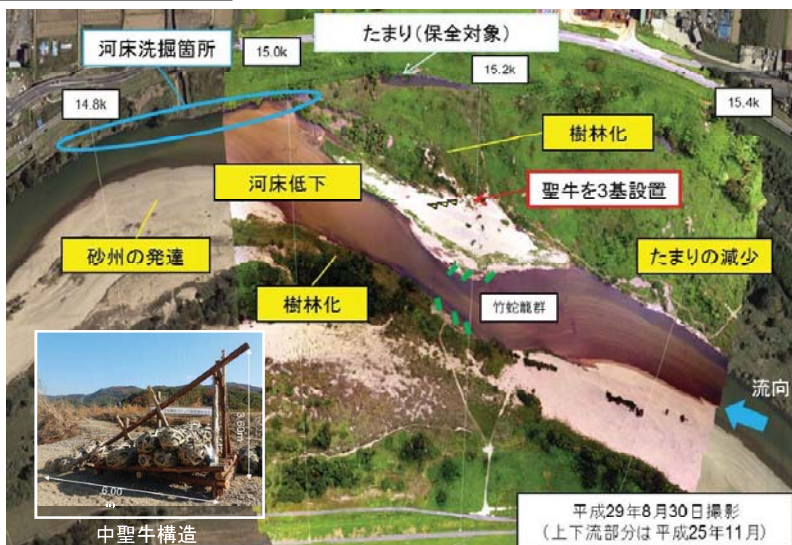 河床洗掘箇所
15.0k
たまり(保全対象)
15.2k
14.8k
15.4k
樹林化
河床低下
聖牛を3基設置
砂州の発達
たまりの減少
樹林化
竹蛇籠群
流向
3.60m
6.00
中聖牛構造
平成29年8月30日撮影
(上下流部分は平成25年11月)